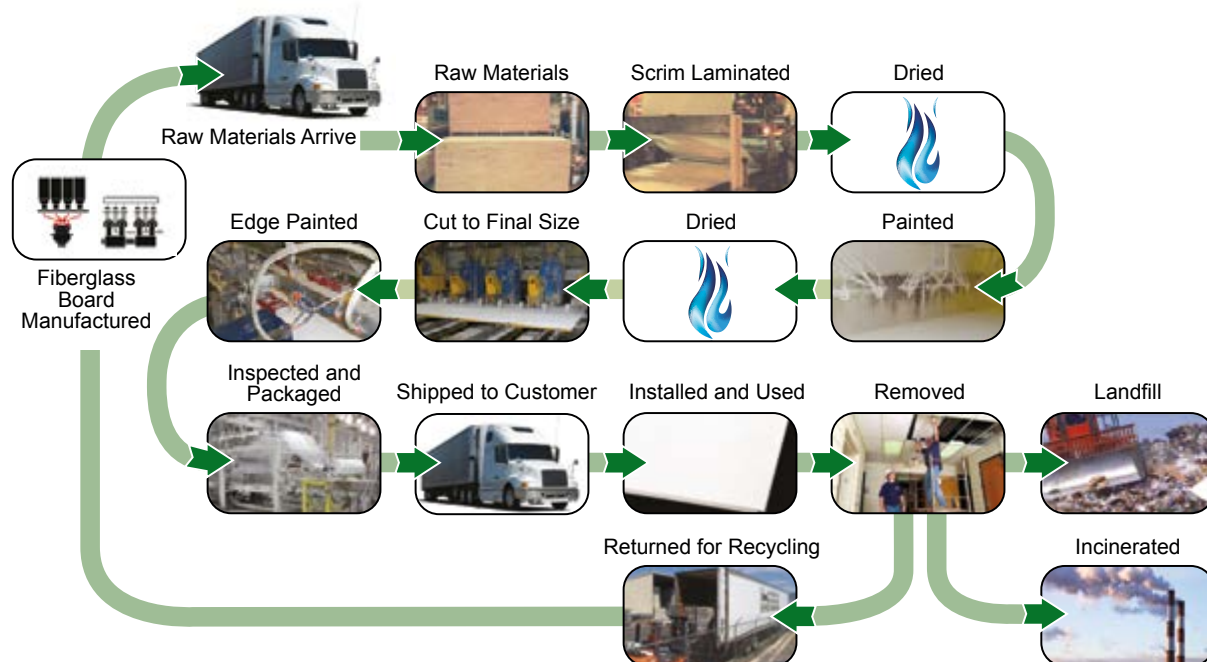 Raw Materials
Scrim Laminated
Dried
Raw Materials Arrive
Edge Painted
Cut to Final Size
Dried
Painted
Fiberglass
Board
Manufactured
Inspected and
Packaged
Shipped to Customer
Installed and Used
Removed
Landfill
Returned for Recycling
Incinerated